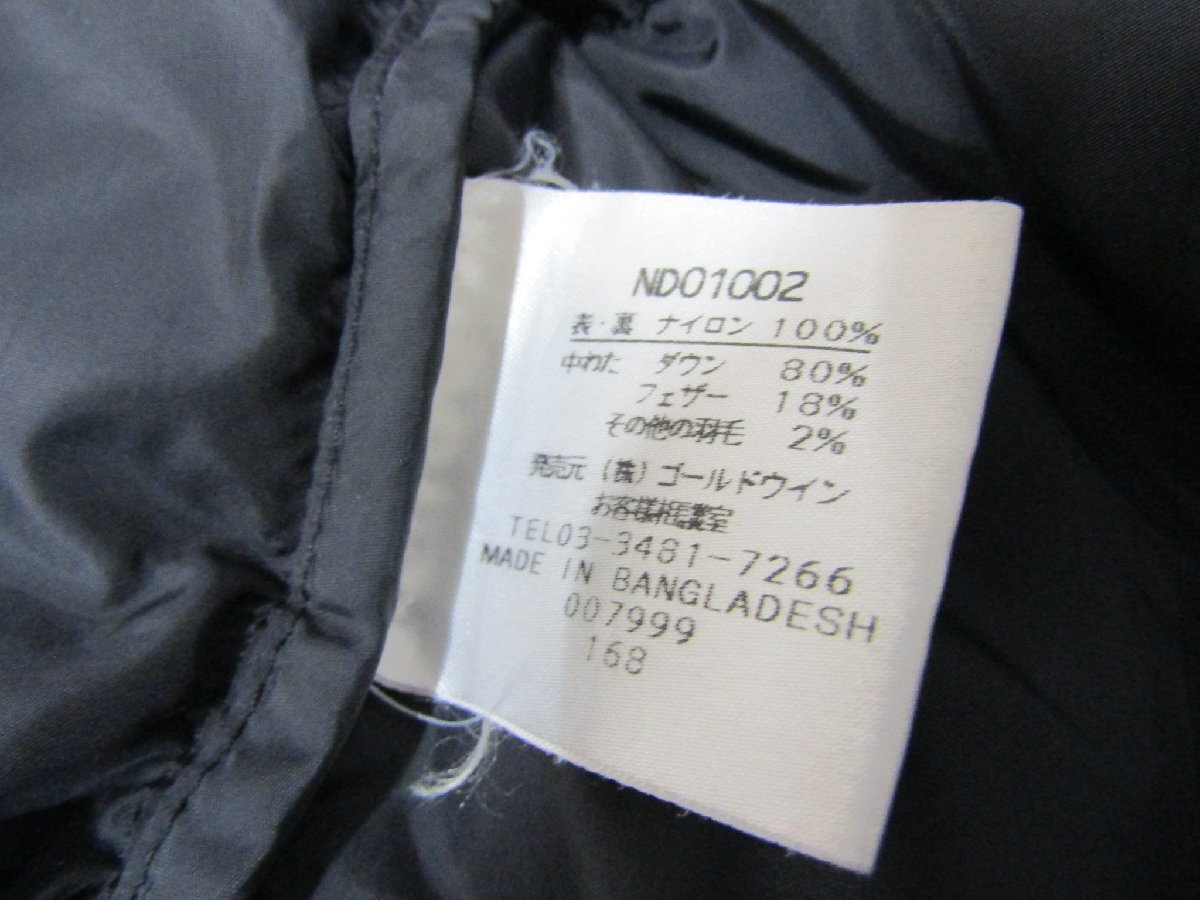 ND01002
表・裏 ナイロン 100%
中わた ダウン 80%
フェザー 18%
その他の羽毛 2%
発売元 (株)ゴールドウイン
お客様相談室
TEL03-3481-7266
MADE IN BANGLADESH
007999
168